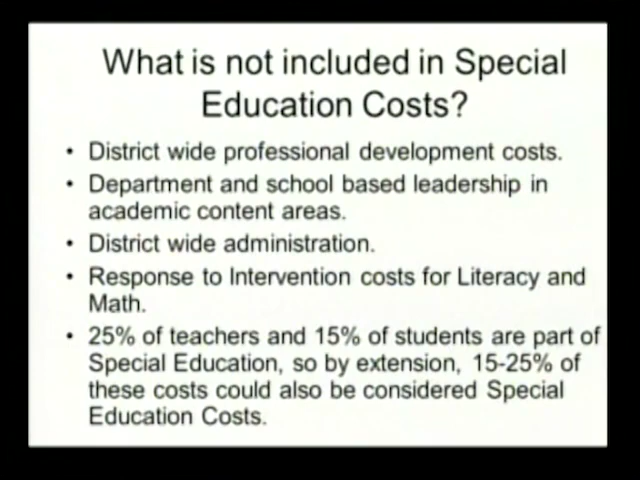 What is not included in Special
Education Costs?
• District wide professional development costs.
• Department and school based leadership in
academic content areas.
• District wide administration.
• Response to Intervention costs for Literacy and
Math.
• 25% of teachers and 15% of students are part of
Special Education, so by extension, 15-25% of
these costs could also be considered Special
Education Costs.